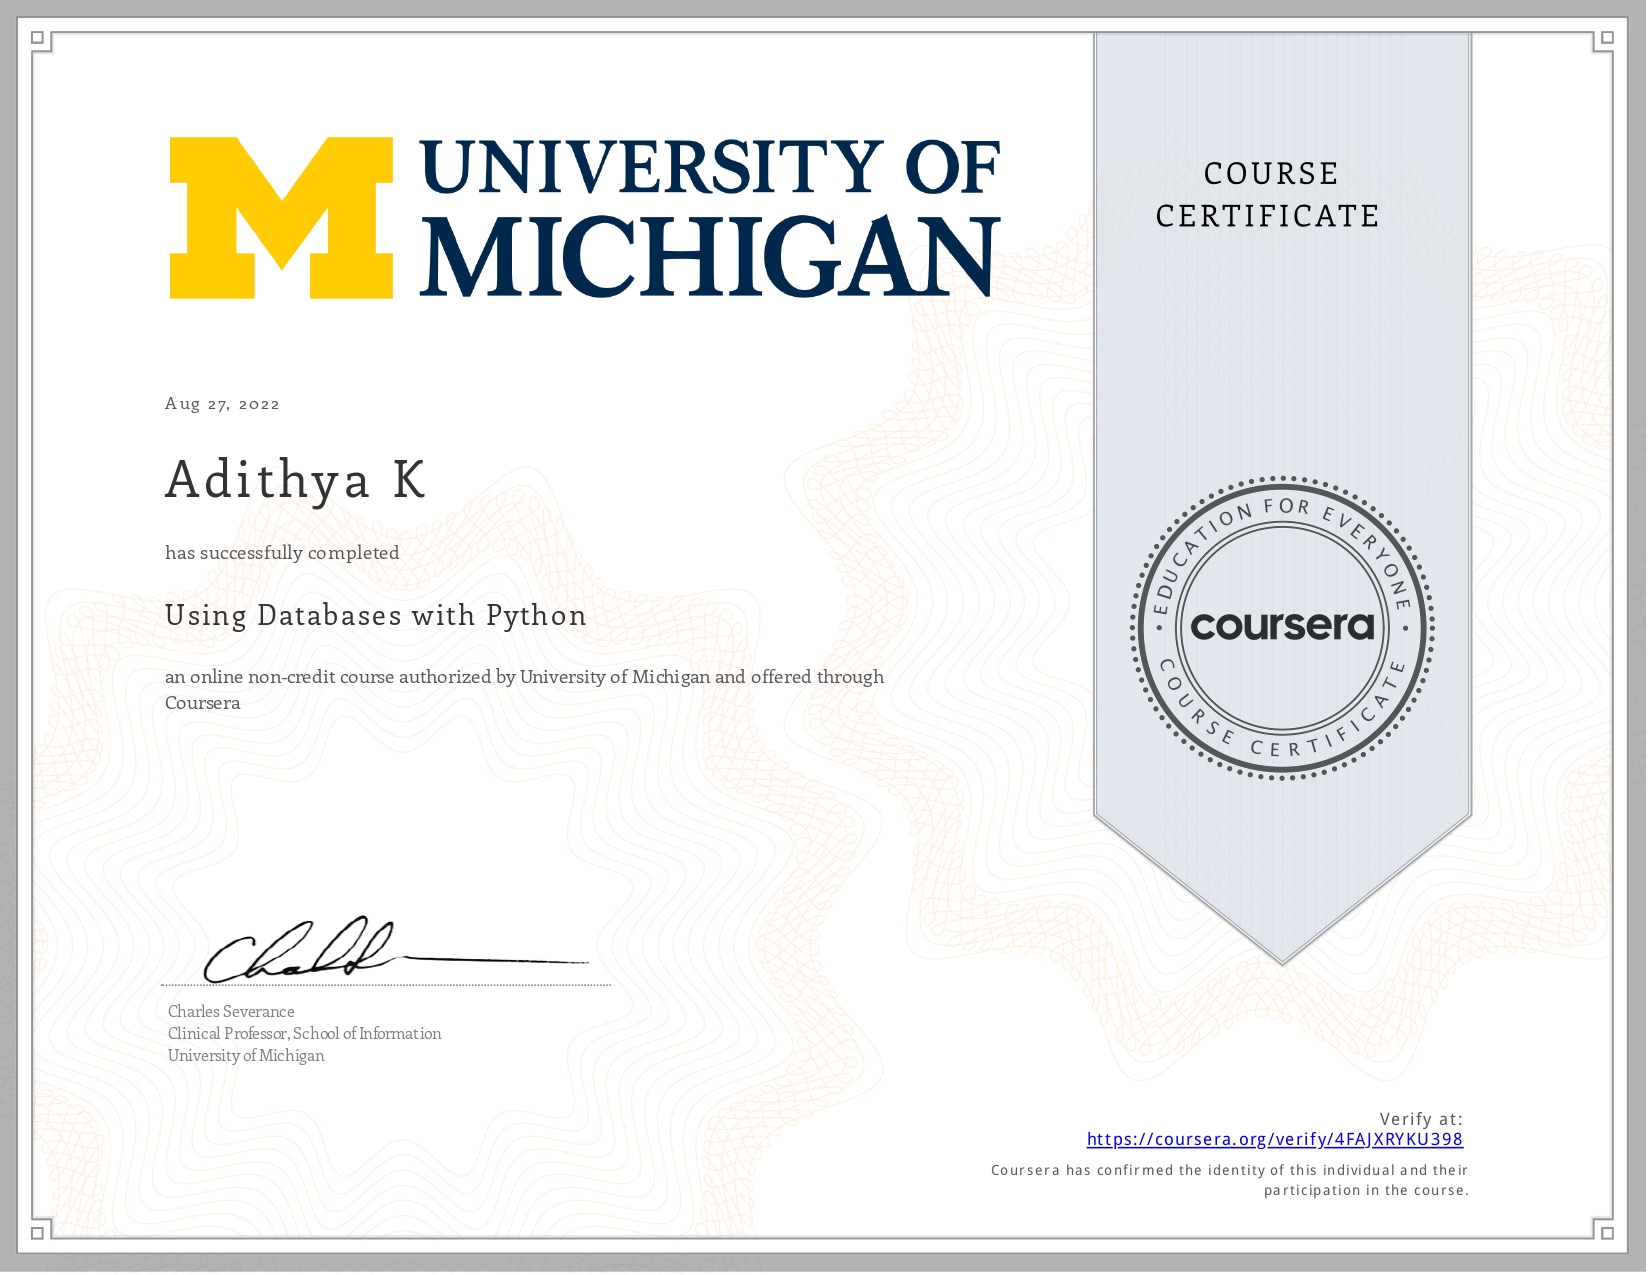 UNIVERSITY OF
MICHIGAN
COURSE
CERTIFICATE
Aug 27, 2022
Adithya K
has successfully completed
Using Databases with Python
an online non-credit course authorized by University of Michigan and offered through
Coursera
EDUCATION FOR EVERYONE
coursera
COURSE CERTIFICATE
Charles Severance
Clinical Professor, School of Information
University of Michigan
Verify at:
https://coursera.org/verify/4FAJXRYKU398
Coursera has confirmed the identity of this individual and their
participation in the course.